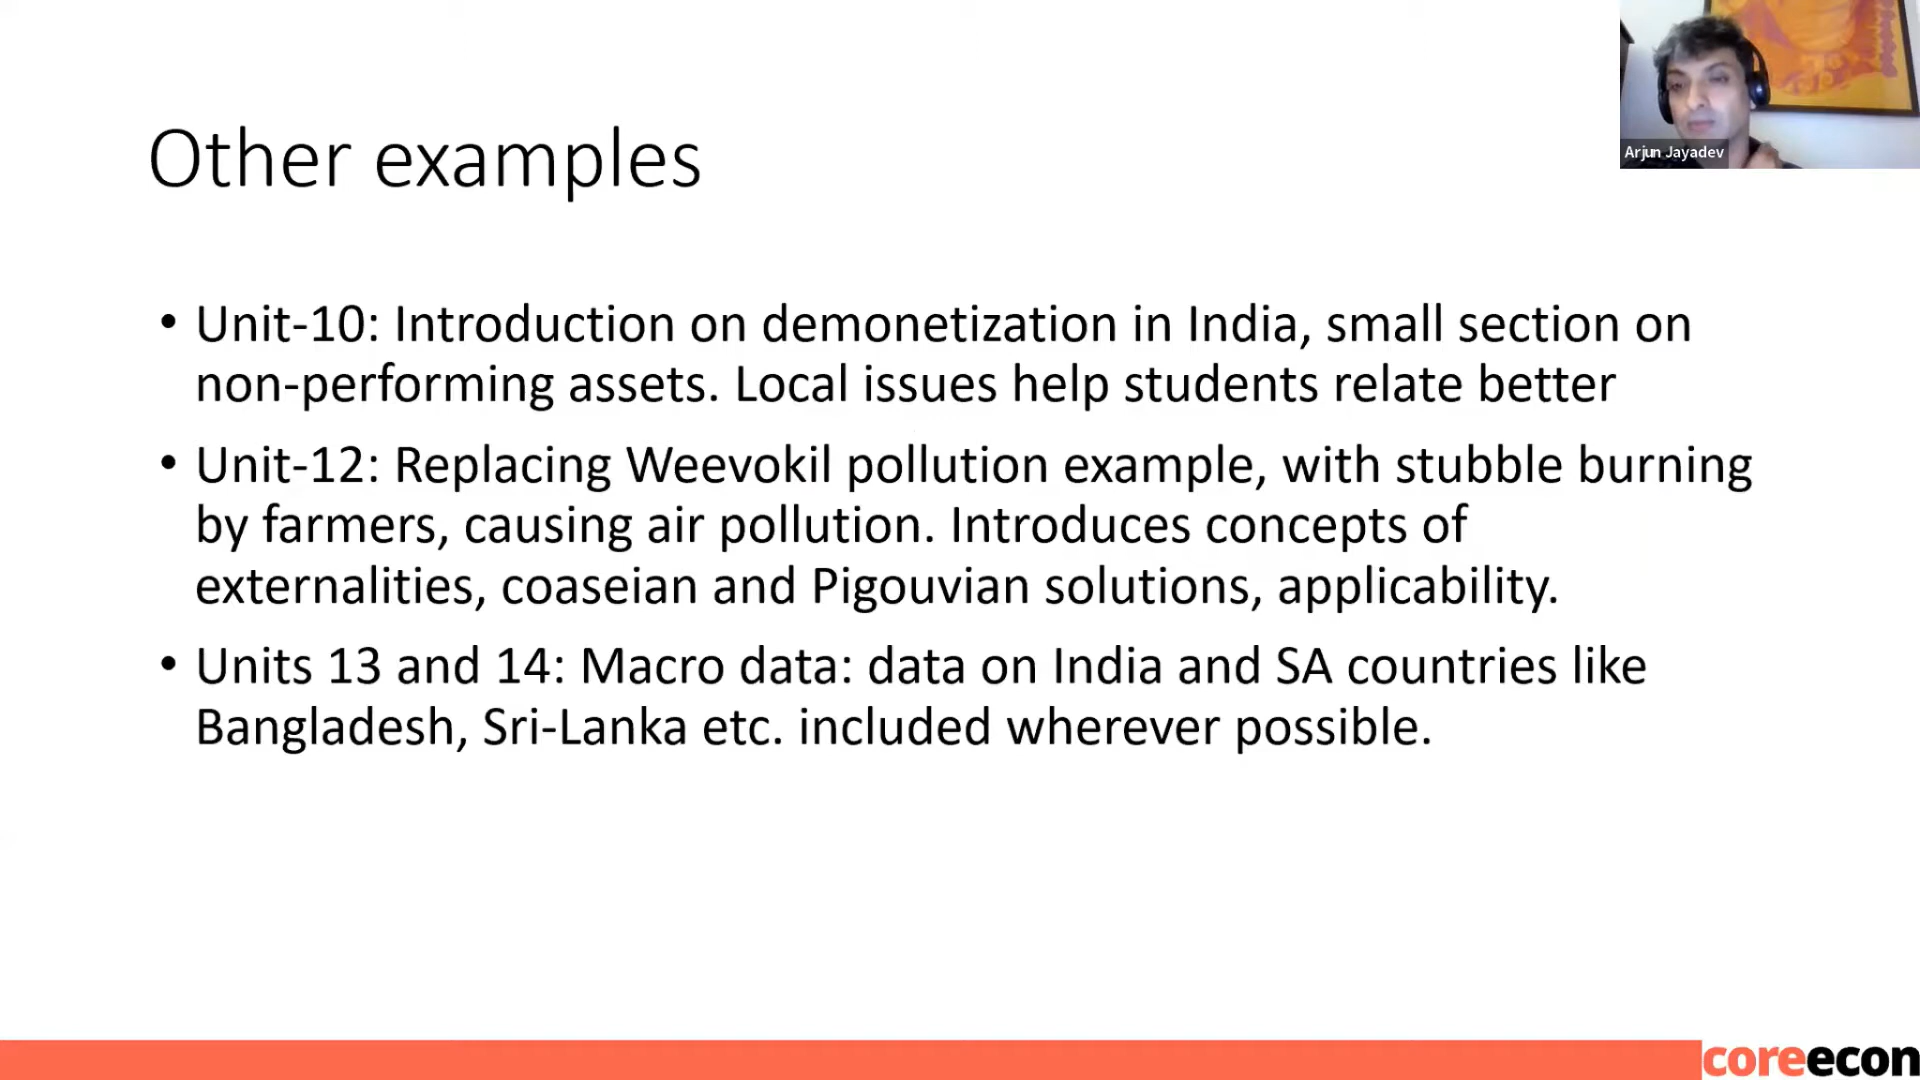 Arjun Jayadev
Other examples
• Unit-10: Introduction on demonetization in India, small section on
non-performing assets. Local issues help students relate better
• Unit-12: Replacing Weevokil pollution example, with stubble burning
by farmers, causing air pollution. Introduces concepts of
externalities, coaseian and Pigouvian solutions, applicability.
• Units 13 and 14: Macro data: data on India and SA countries like
Bangladesh, Sri-Lanka etc. included wherever possible.
coreecon